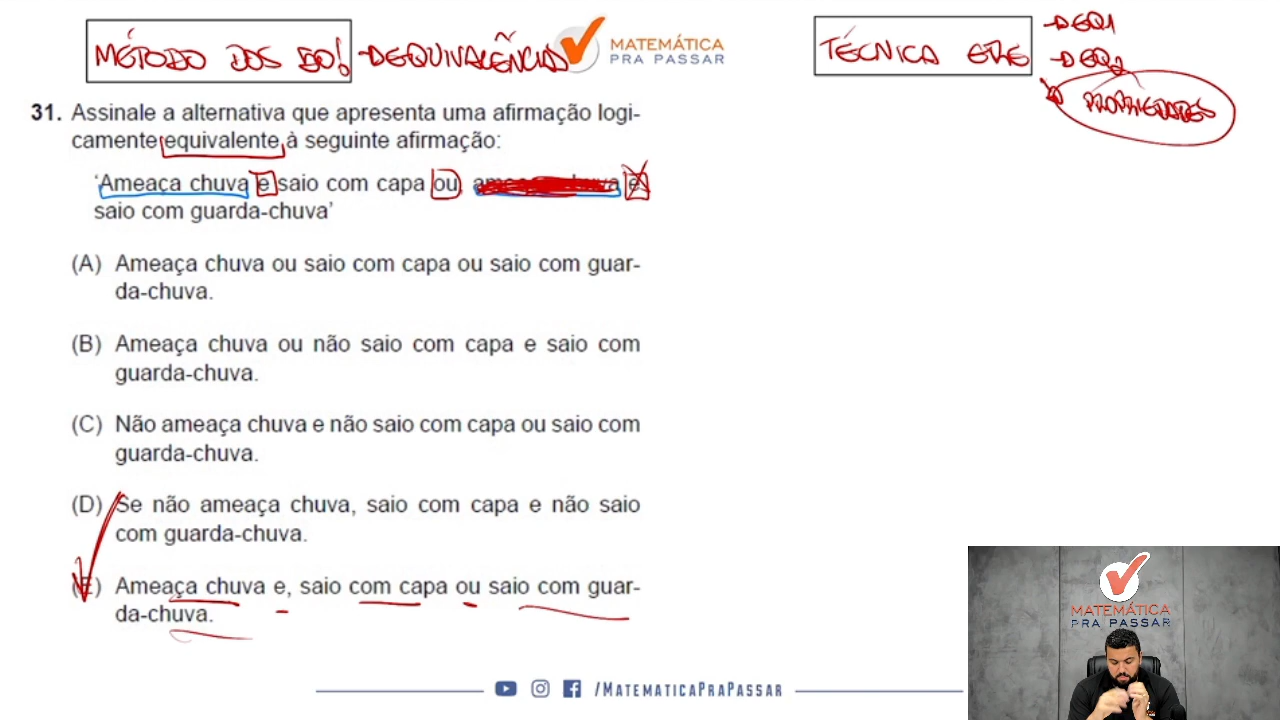 MÉTODO DOS 50! EQUIVALÊNCIAS
MATEMÁTICA
PRA PASSAR
TÉCNICA
EQ1
EQ2
PROPRIEDADES
31. Assinale a alternativa que apresenta uma afirmação logi-
camente equivalente à seguinte afirmação:
‘Ameaça chuva e saio com capa ou, e
saio com guarda-chuva’
(A) Ameaça chuva ou saio com capa ou saio com guar-
da-chuva.
(B) Ameaça chuva ou não saio com capa e saio com
guarda-chuva.
(C) Não ameaça chuva e não saio com capa ou saio com
guarda-chuva.
(D) Se não ameaça chuva, saio com capa e não saio
com guarda-chuva.
(E) Ameaça chuva e, saio com capa ou saio com guar-
da-chuva.
MATEMÁTICA
PRA PASSAR
/MATEMATICAPRAPASSAR